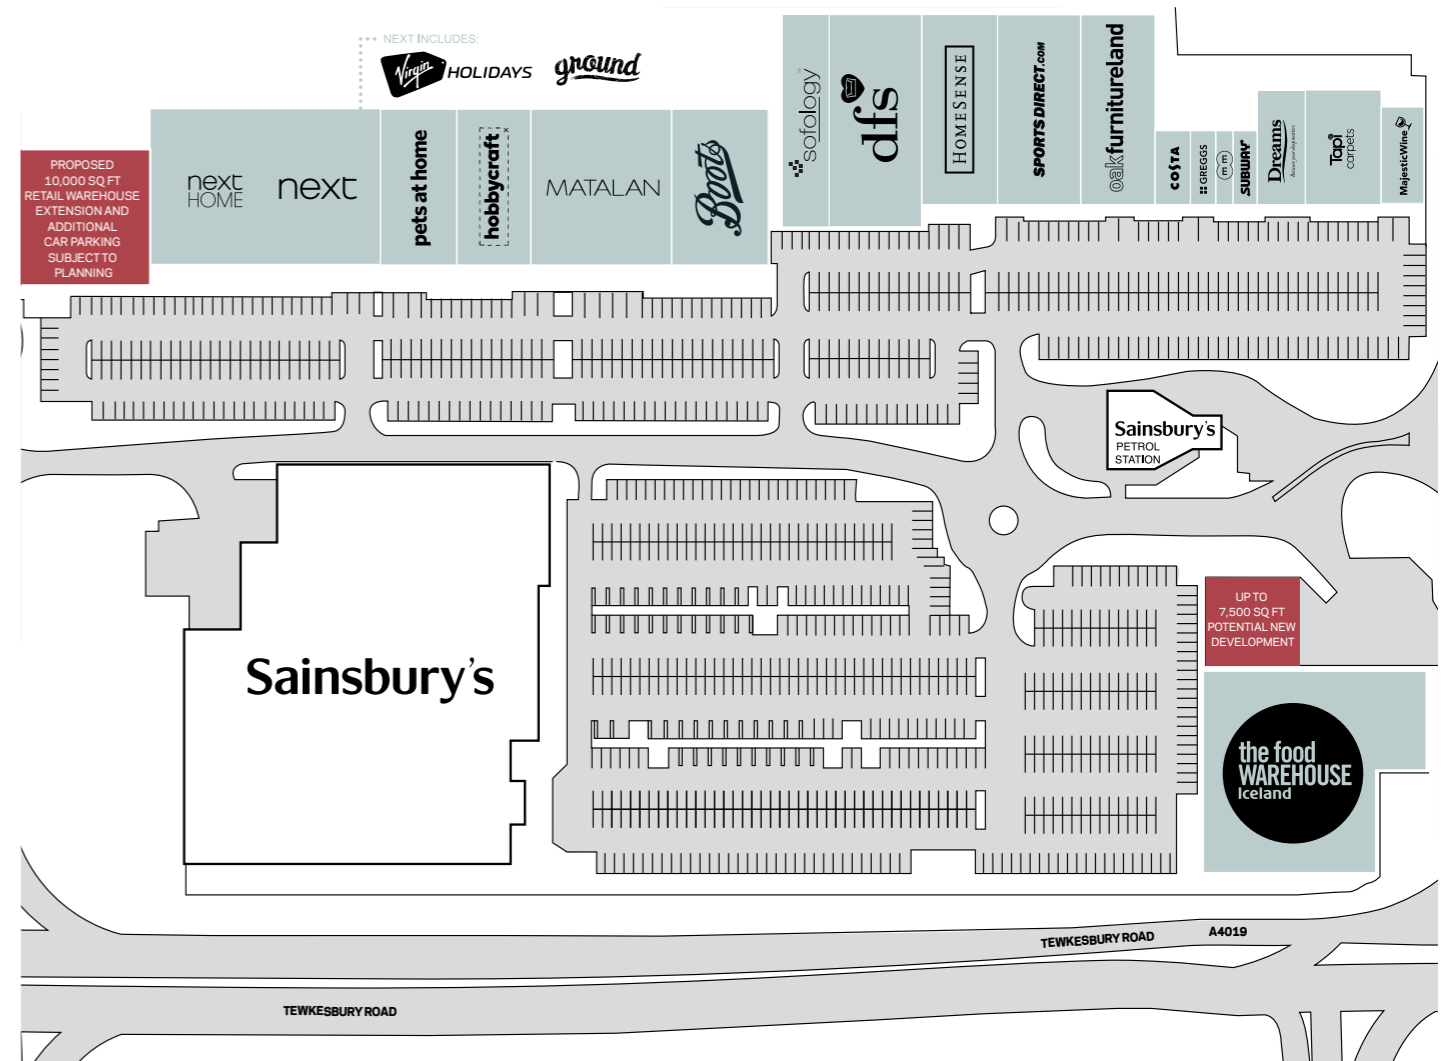 NEXT INCLUDES:
Virgin HOLIDAYS
ground
PROPOSED
10,000 SQ FT
RETAIL WAREHOUSE
EXTENSION AND
ADDITIONAL
CAR PARKING
SUBJECT TO
PLANNING
next
HOME
next
pets at home
hobbycraft
MATALAN
Boots
sofology
dfs
HOMESENSE
SPORTS DIRECT.COM
oakfurnitureland
COSTA
GREGGS
EE
SUBWAY
Dreams
Tapi
carpets
Majestic Wine
Sainsbury's
PETROL
STATION
UP TO
7,500 SQ FT
POTENTIAL NEW
DEVELOPMENT
Sainsbury's
the food
WAREHOUSE
Iceland
TEWKESBURY ROAD
A4019
TEWKESBURY ROAD